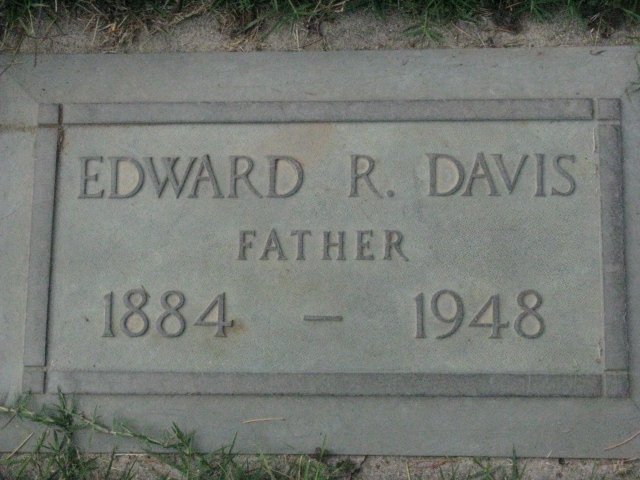 EDWARD R. DAVIS
FATHER
1884 – 1948